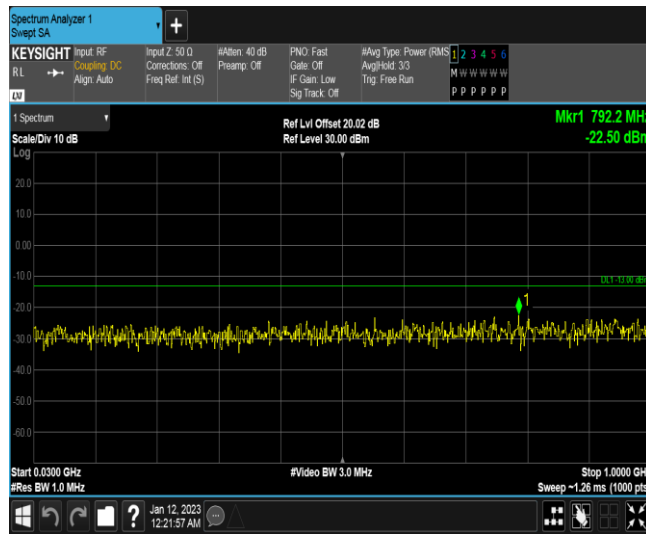 Spectrum Analyzer 1
Swept SA
+
KEYSIGHT
RL
LXI
Input: RF
Coupling: DC
Align: Auto
Input Z: 50 Ω
Corrections: Off
Freq Ref: Int (S)
#Atten: 40 dB
Preamp: Off
PNO: Fast
Gate: Off
IF Gain: Low
Sig Track: Off
#Avg Type: Power (RMS
Avg|Hold: 3/3
Trig: Free Run
1 2 3 4 5 6
M W W W W W
P P P P P P
1 Spectrum
Scale/Div 10 dB
Log
Ref Lvl Offset 20.02 dB
Ref Level 30.00 dBm
Mkr1 792.2 MHz
-22.50 dBm
20.0
10.0
0.00
-10.0
-20.0
-30.0
-40.0
-50.0
-60.0
DL1 -13.00 dBm
1
Start 0.0300 GHz
#Res BW 1.0 MHz
#Video BW 3.0 MHz
Stop 1.0000 GH
Sweep ~1.26 ms (1000 pts
?
Jan 12, 2023
12:21:57 AM